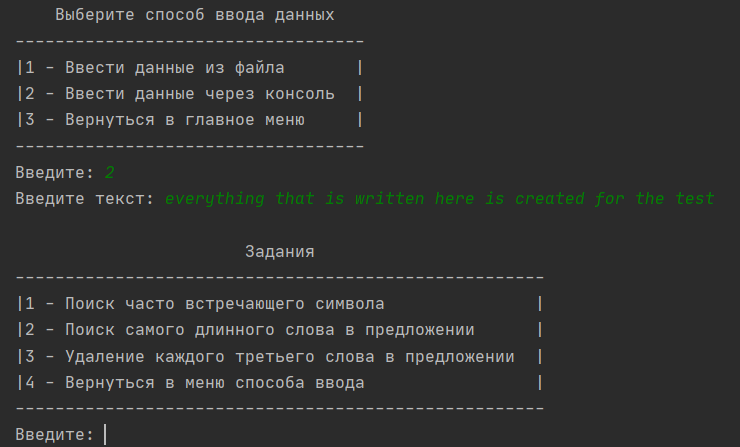 Выберите способ ввода данных
-----------------------------------
|1 - Ввести данные из файла       |
|2 - Ввести данные через консоль  |
|3 - Вернуться в главное меню     |
-----------------------------------
Введите: 2
Введите текст: everything that is written here is created for the test
Задания
-----------------------------------------------------
|1 - Поиск часто встречающего символа               |
|2 - Поиск самого длинного слова в предложении      |
|3 - Удаление каждого третьего слова в предложении  |
|4 - Вернуться в меню способа ввода                 |
-----------------------------------------------------
Введите: